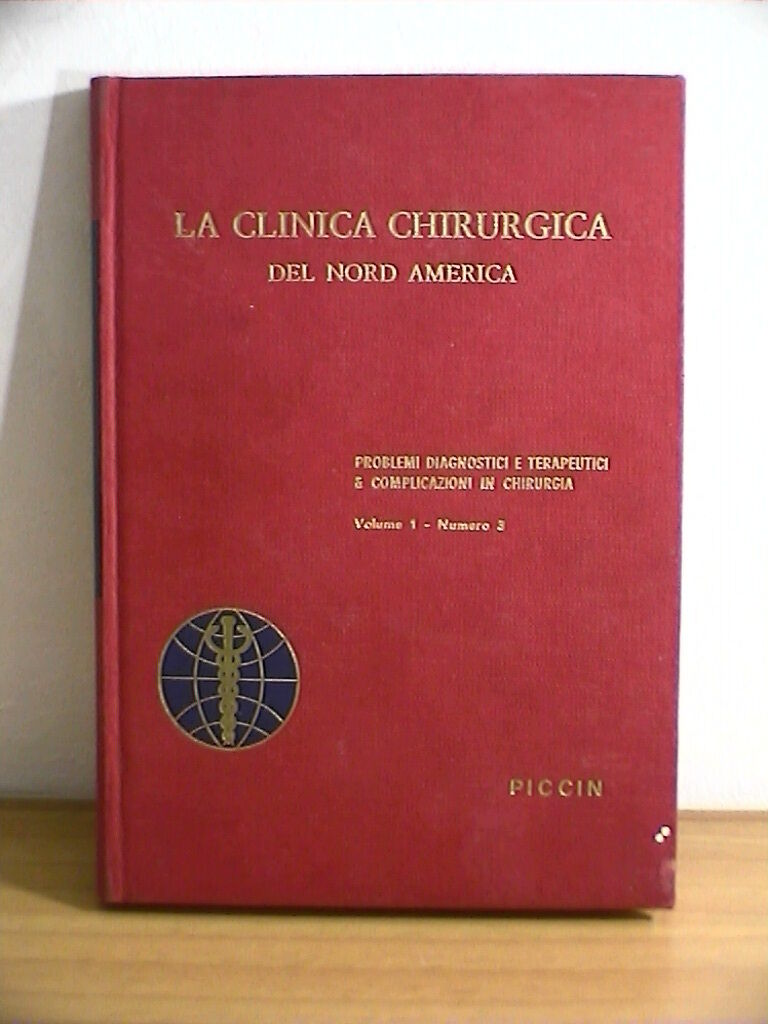 LA CLINICA CHIRURGICA
DEL NORD AMERICA
PROBLEMI DIAGNOSTICI E TERAPEUTICI
& COMPLICAZIONI IN CHIRURGIA
Volume 1 - Numero 3
PICCIN